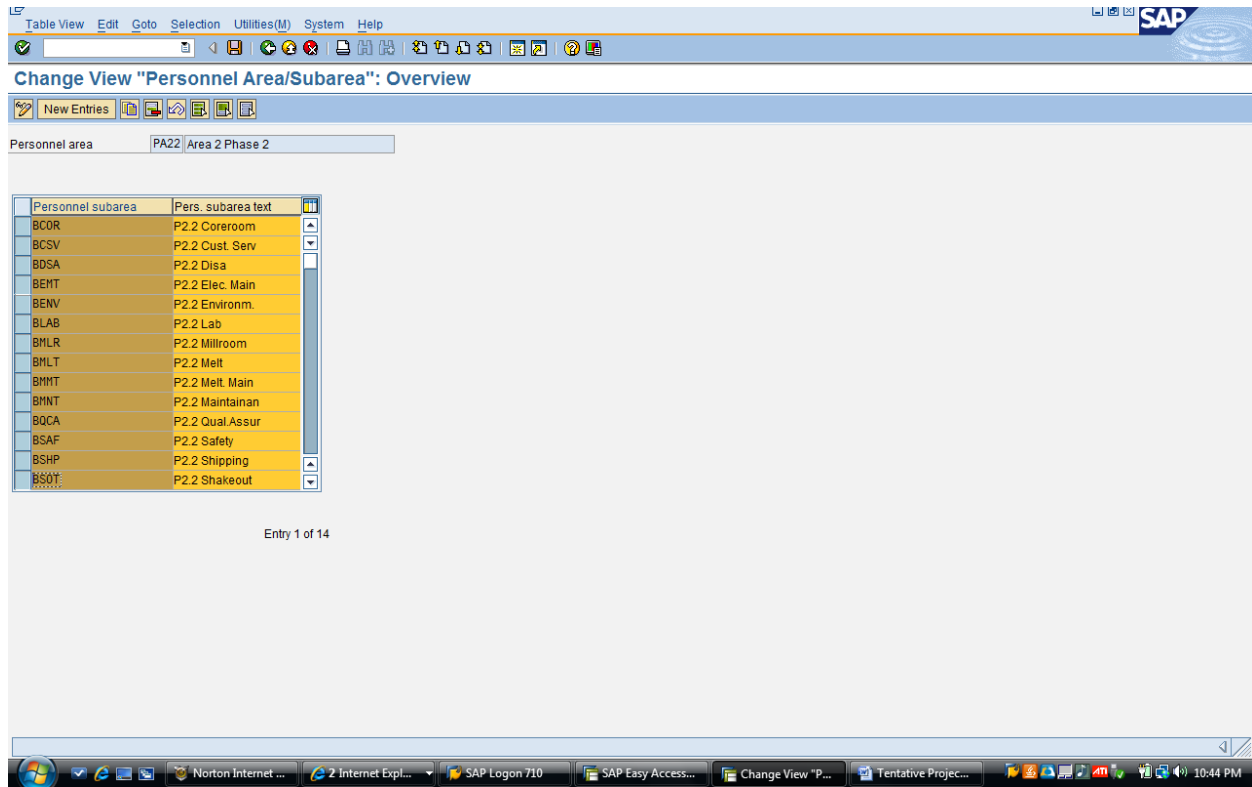 Table View Edit Goto Selection Utilities(M) System Help
SAP
Change View "Personnel Area/Subarea": Overview
New Entries
Personnel area PA22 Area 2 Phase 2
Personnel subarea Pers. subarea text
BCOR P2.2 Coreroom
BCSV P2.2 Cust. Serv
BDSA P2.2 Disa
BEMT P2.2 Elec. Main
BENV P2.2 Environm.
BLAB P2.2 Lab
BMLR P2.2 Millroom
BMLT P2.2 Melt
BMMT P2.2 Melt. Main
BMNT P2.2 Maintainan
BQCA P2.2 Qual.Assur
BSAF P2.2 Safety
BSHP P2.2 Shipping
BSOT P2.2 Shakeout
Entry 1 of 14
Norton Internet ... 2 Internet Expl... SAP Logon 710 SAP Easy Access... Change View "P... Tentative Projec... ATI 10:44 PM